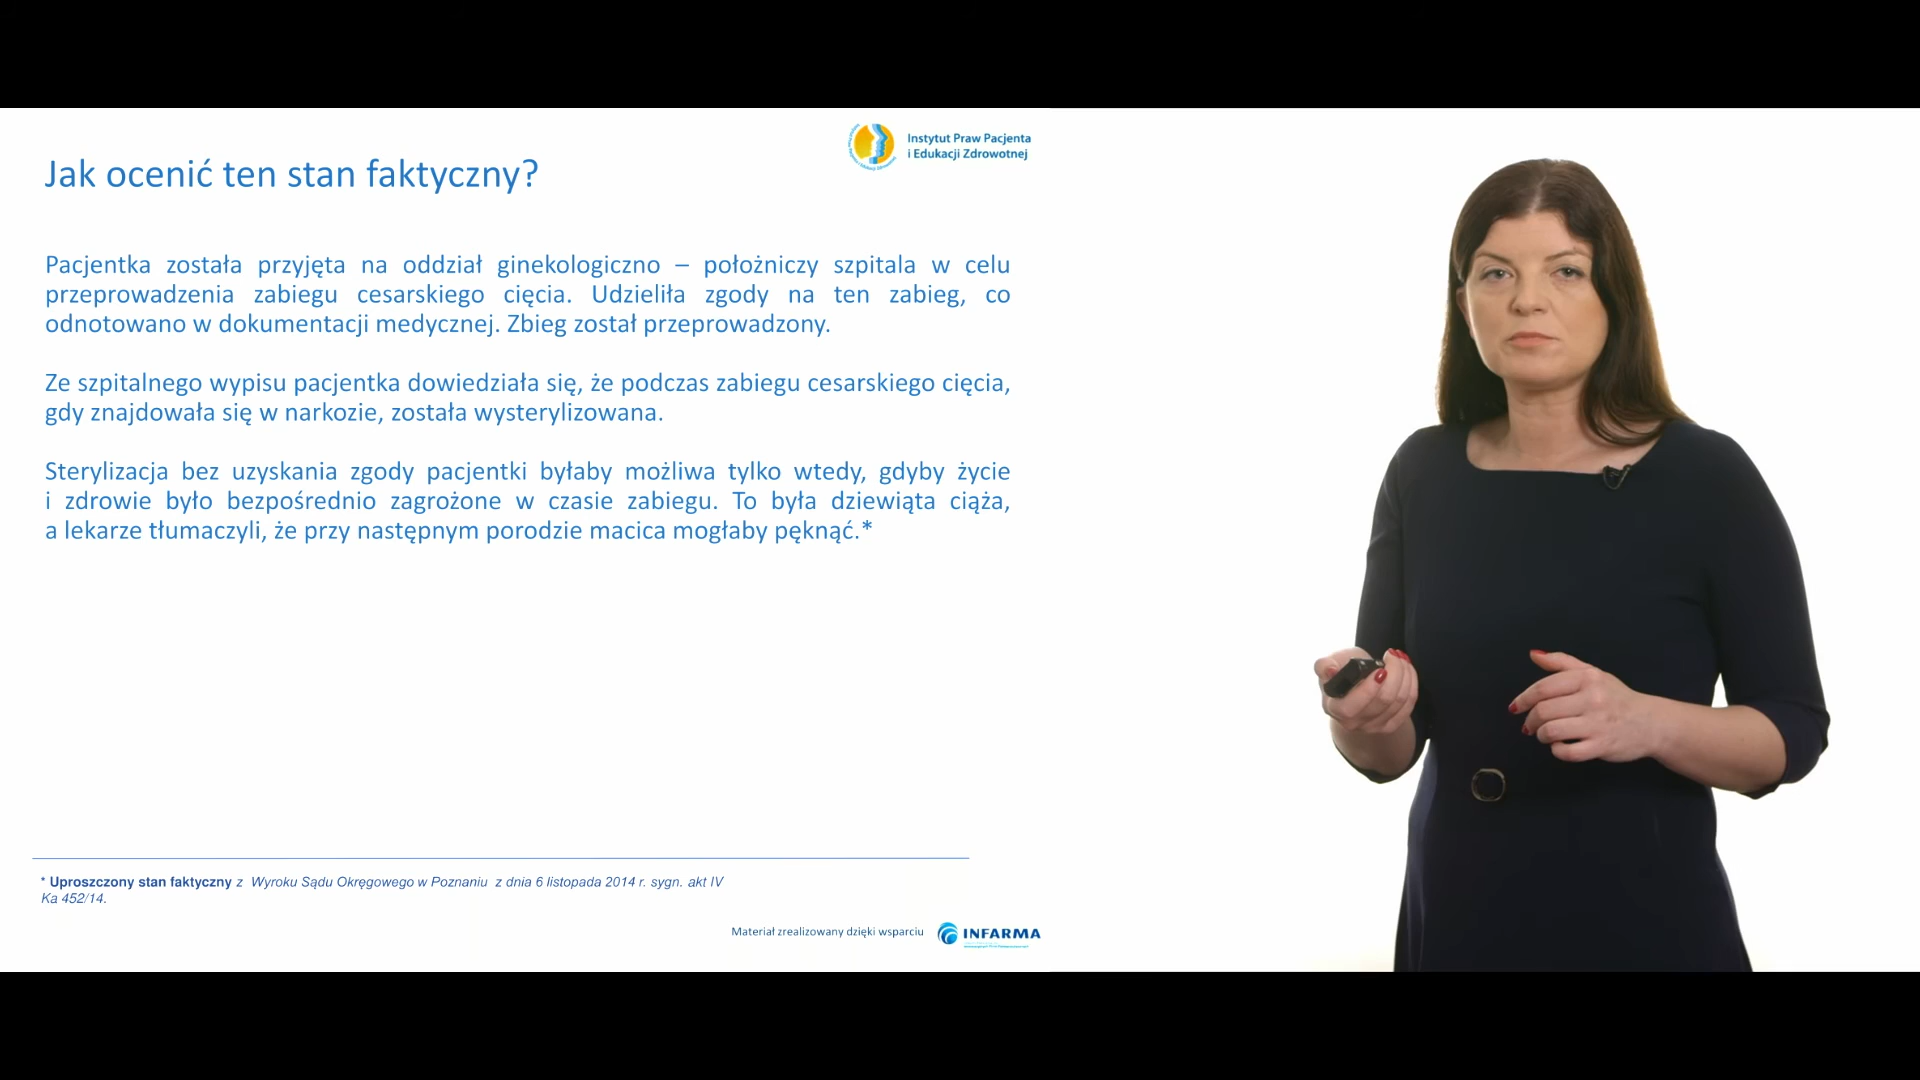 Instytut Praw Pacjenta
i Edukacji Zdrowotnej
Jak ocenić ten stan faktyczny?
Pacjentka została przyjęta na oddział ginekologiczno – położniczy szpitala w celu
przeprowadzenia zabiegu cesarskiego cięcia. Udzieliła zgody na ten zabieg, co
odnotowano w dokumentacji medycznej. Zbieg został przeprowadzony.
Ze szpitalnego wypisu pacjentka dowiedziała się, że podczas zabiegu cesarskiego cięcia,
gdy znajdowała się w narkozie, została wysterylizowana.
Sterylizacja bez uzyskania zgody pacjentki byłaby możliwa tylko wtedy, gdyby życie
i zdrowie było bezpośrednio zagrożone w czasie zabiegu. To była dziewiąta ciąża,
a lekarze tłumaczyli, że przy następnym porodzie macica mogłaby pęknąć.*
* Uproszczony stan faktyczny z Wyroku Sądu Okręgowego w Poznaniu z dnia 6 listopada 2014 r. sygn. akt IV
Ka 452/14.
Materiał zrealizowany dzięki wsparciu
INFARMA